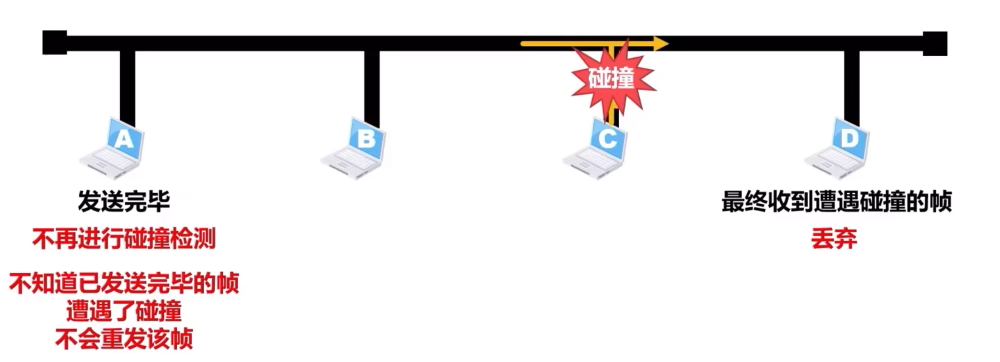 碰撞
A
B
C
D
发送完毕
不再进行碰撞检测
不知道已发送完毕的帧
遭遇了碰撞
不会重发该帧
最终收到遭遇碰撞的帧
丢弃